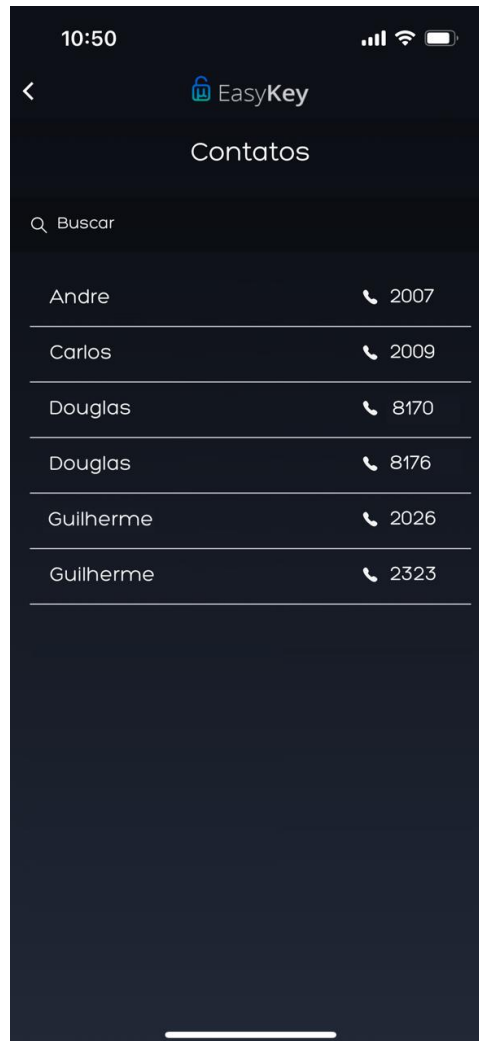 10:50
EasyKey
Contatos
Buscar
Andre 2007
Carlos 2009
Douglas 8170
Douglas 8176
Guilherme 2026
Guilherme 2323